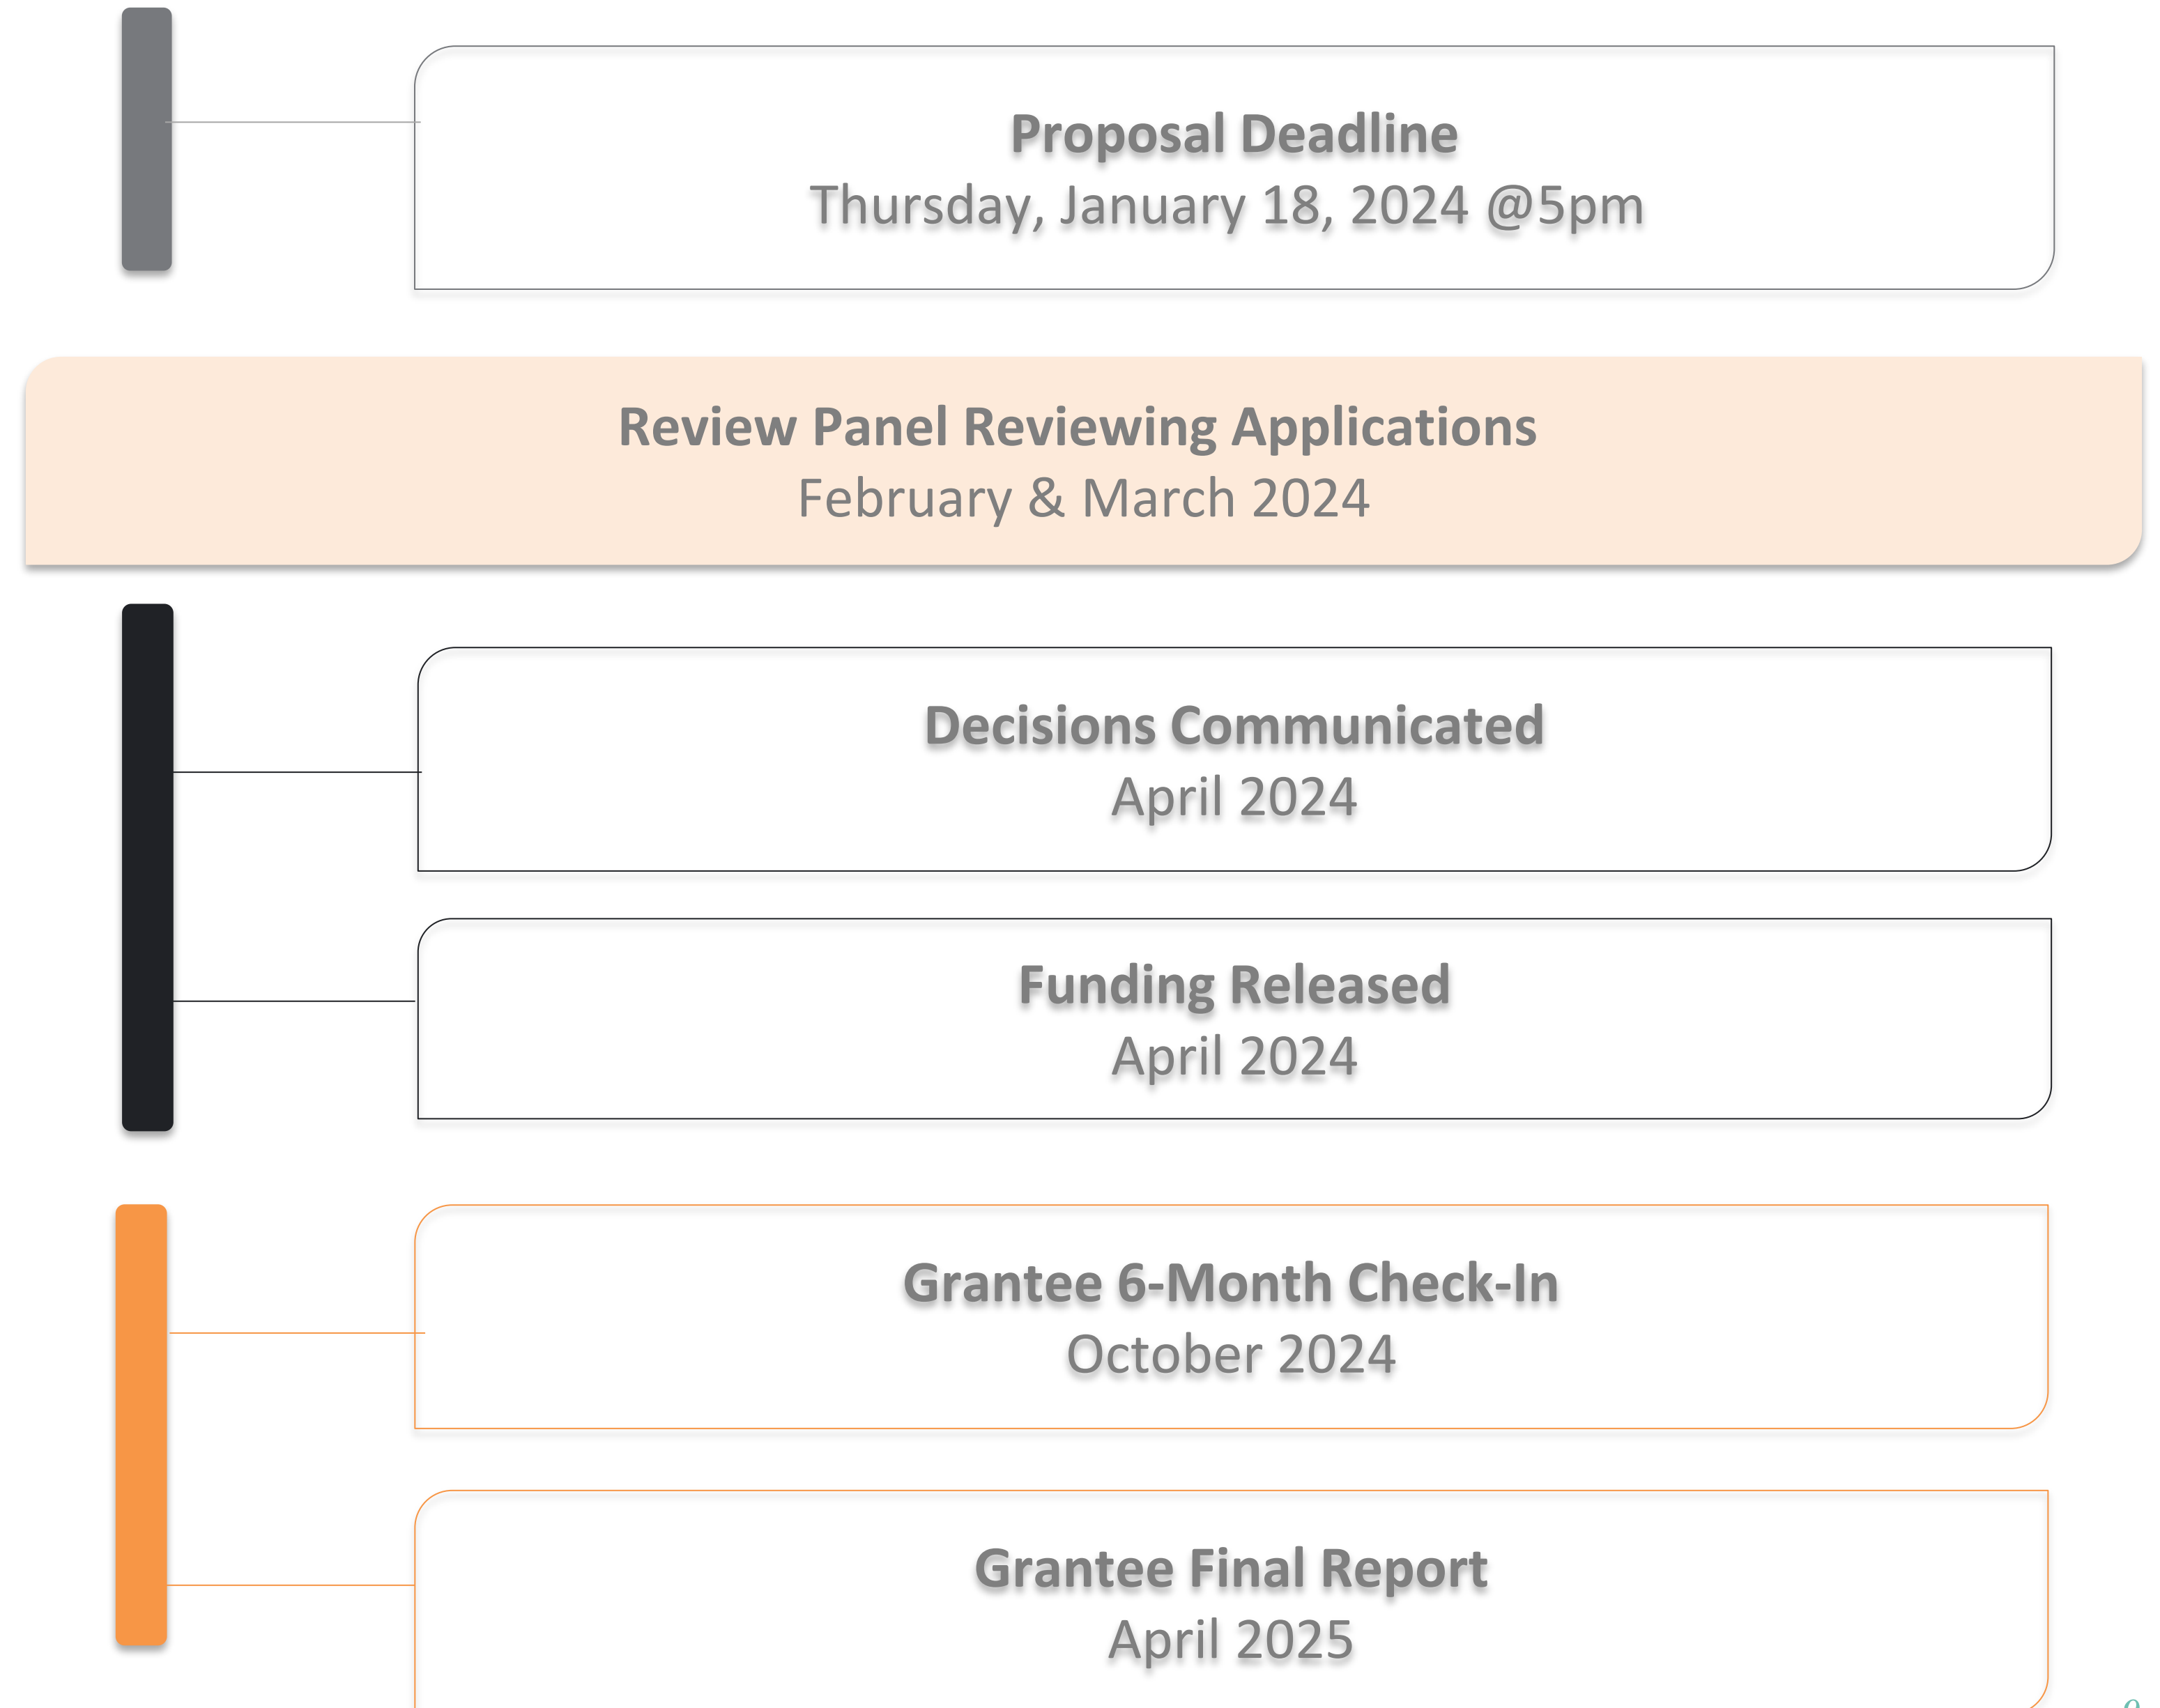 Proposal Deadline
Thursday, January 18, 2024 @5pm
Review Panel Reviewing Applications
February & March 2024
Decisions Communicated
April 2024
Funding Released
April 2024
Grantee 6-Month Check-In
October 2024
Grantee Final Report
April 2025